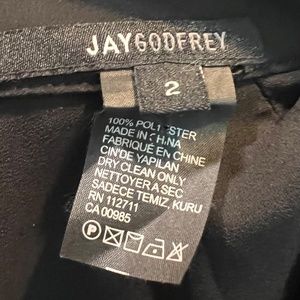 JAYGODFREY
2
100% POLYESTER
MADE IN CHINA
FABRIQUÉ EN CHINE
CIN'DE YAPILAN
DRY CLEAN ONLY
NETTOYER A SEC
SADECE TEMIZ, KURU
RN 112711
CA 00985
P